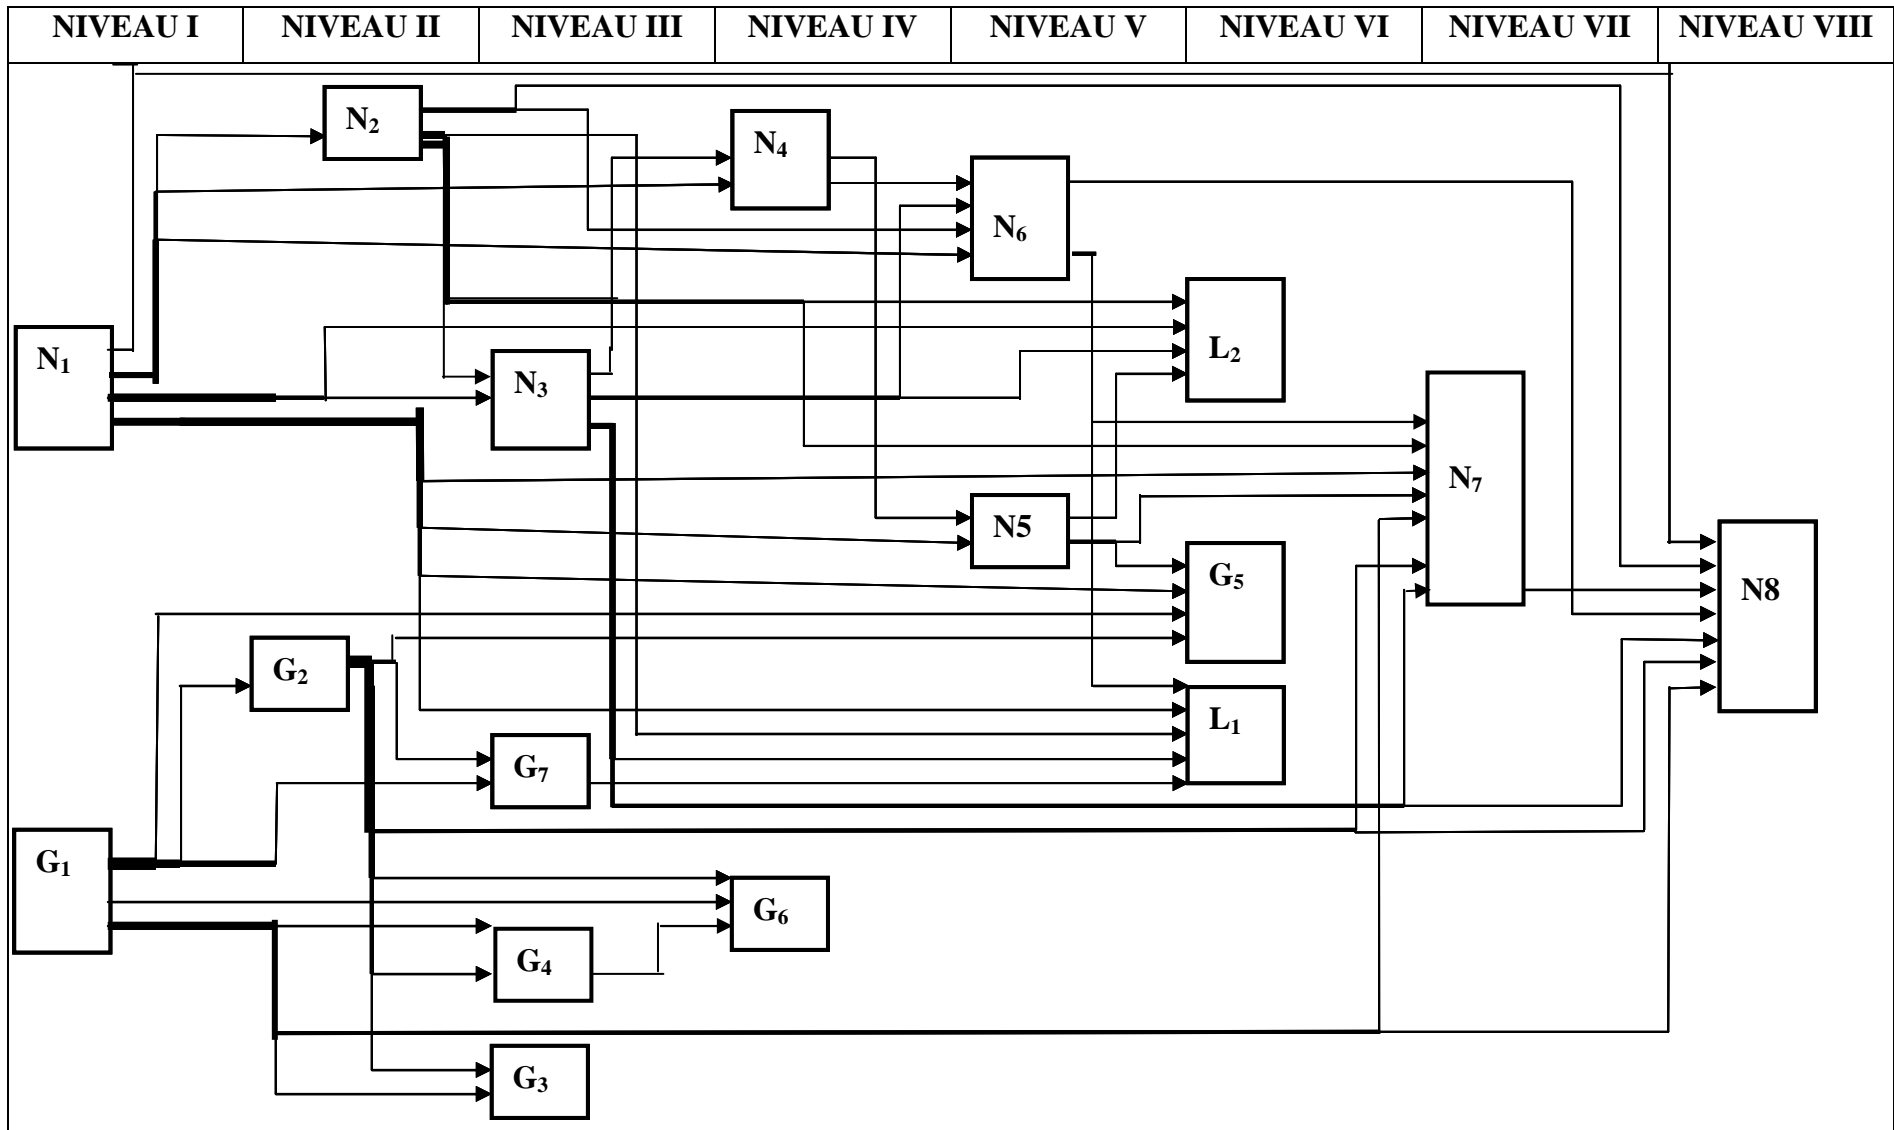 NIVEAU I NIVEAU II NIVEAU III NIVEAU IV NIVEAU V NIVEAU VI NIVEAU VII NIVEAU VIII
N₂
N₄
N₆
N₁
L₂
N₃
N₇
N5
G₅
N8
G₂
L₁
G₇
G₁
G₆
G₄
G₃